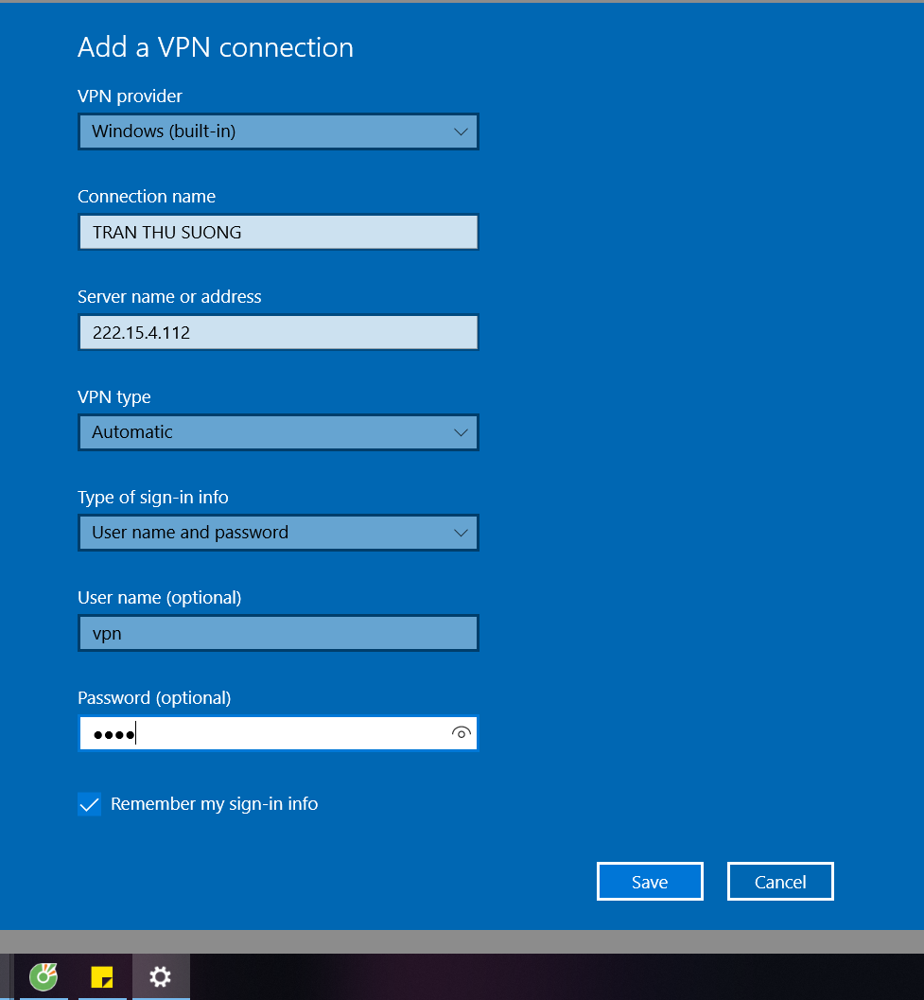 Add a VPN connection
VPN provider
Windows (built-in)
Connection name
TRAN THU SUONG
Server name or address
222.15.4.112
VPN type
Automatic
Type of sign-in info
User name and password
User name (optional)
vpn
Password (optional)
●●●●
Remember my sign-in info
Save
Cancel